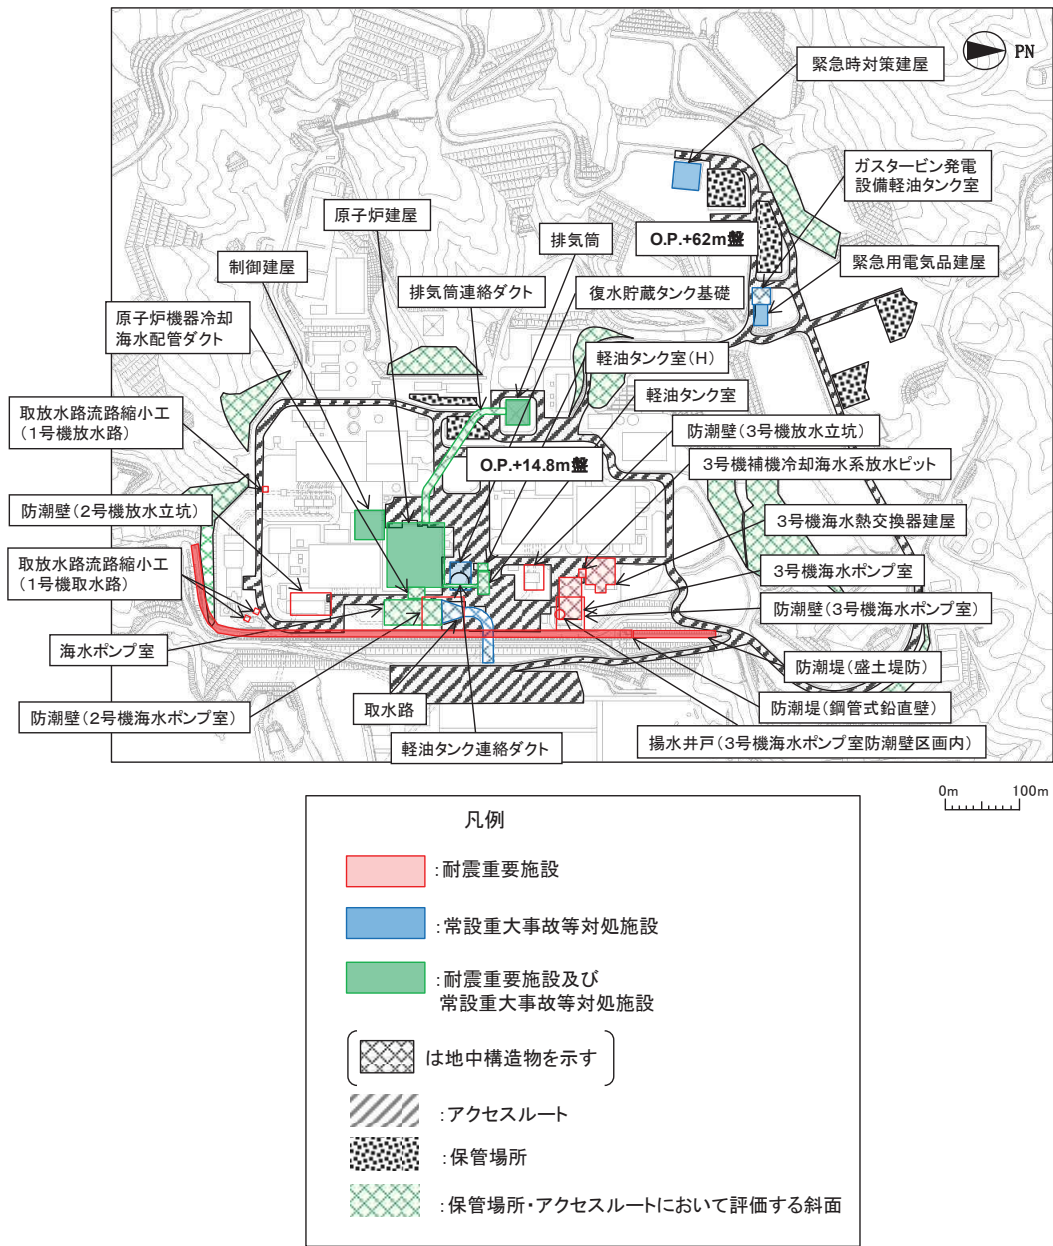 PN
緊急時対策建屋
ガスタービン発電
設備軽油タンク室
原子炉建屋
排気筒
O.P.+62m盤
制御建屋
排気筒連絡ダクト
復水貯蔵タンク基礎
緊急用電気品建屋
原子炉機器冷却
海水配管ダクト
軽油タンク室(H)
軽油タンク室
取放水路流路縮小工
(1号機放水路)
防潮壁(3号機放水立坑)
O.P.+14.8m盤
3号機補機冷却海水系放水ピット
防潮壁(2号機放水立坑)
3号機海水熱交換器建屋
取放水路流路縮小工
(1号機取水路)
3号機海水ポンプ室
防潮壁(3号機海水ポンプ室)
海水ポンプ室
防潮堤(盛土堤防)
防潮壁(2号機海水ポンプ室)
取水路
防潮堤(鋼管式鉛直壁)
軽油タンク連絡ダクト
揚水井戸(3号機海水ポンプ室防潮壁区画内)
0m 100m
凡例
:耐震重要施設
:常設重大事故等対処施設
:耐震重要施設及び
常設重大事故等対処施設
は地中構造物を示す
:アクセスルート
:保管場所
:保管場所・アクセスルートにおいて評価する斜面